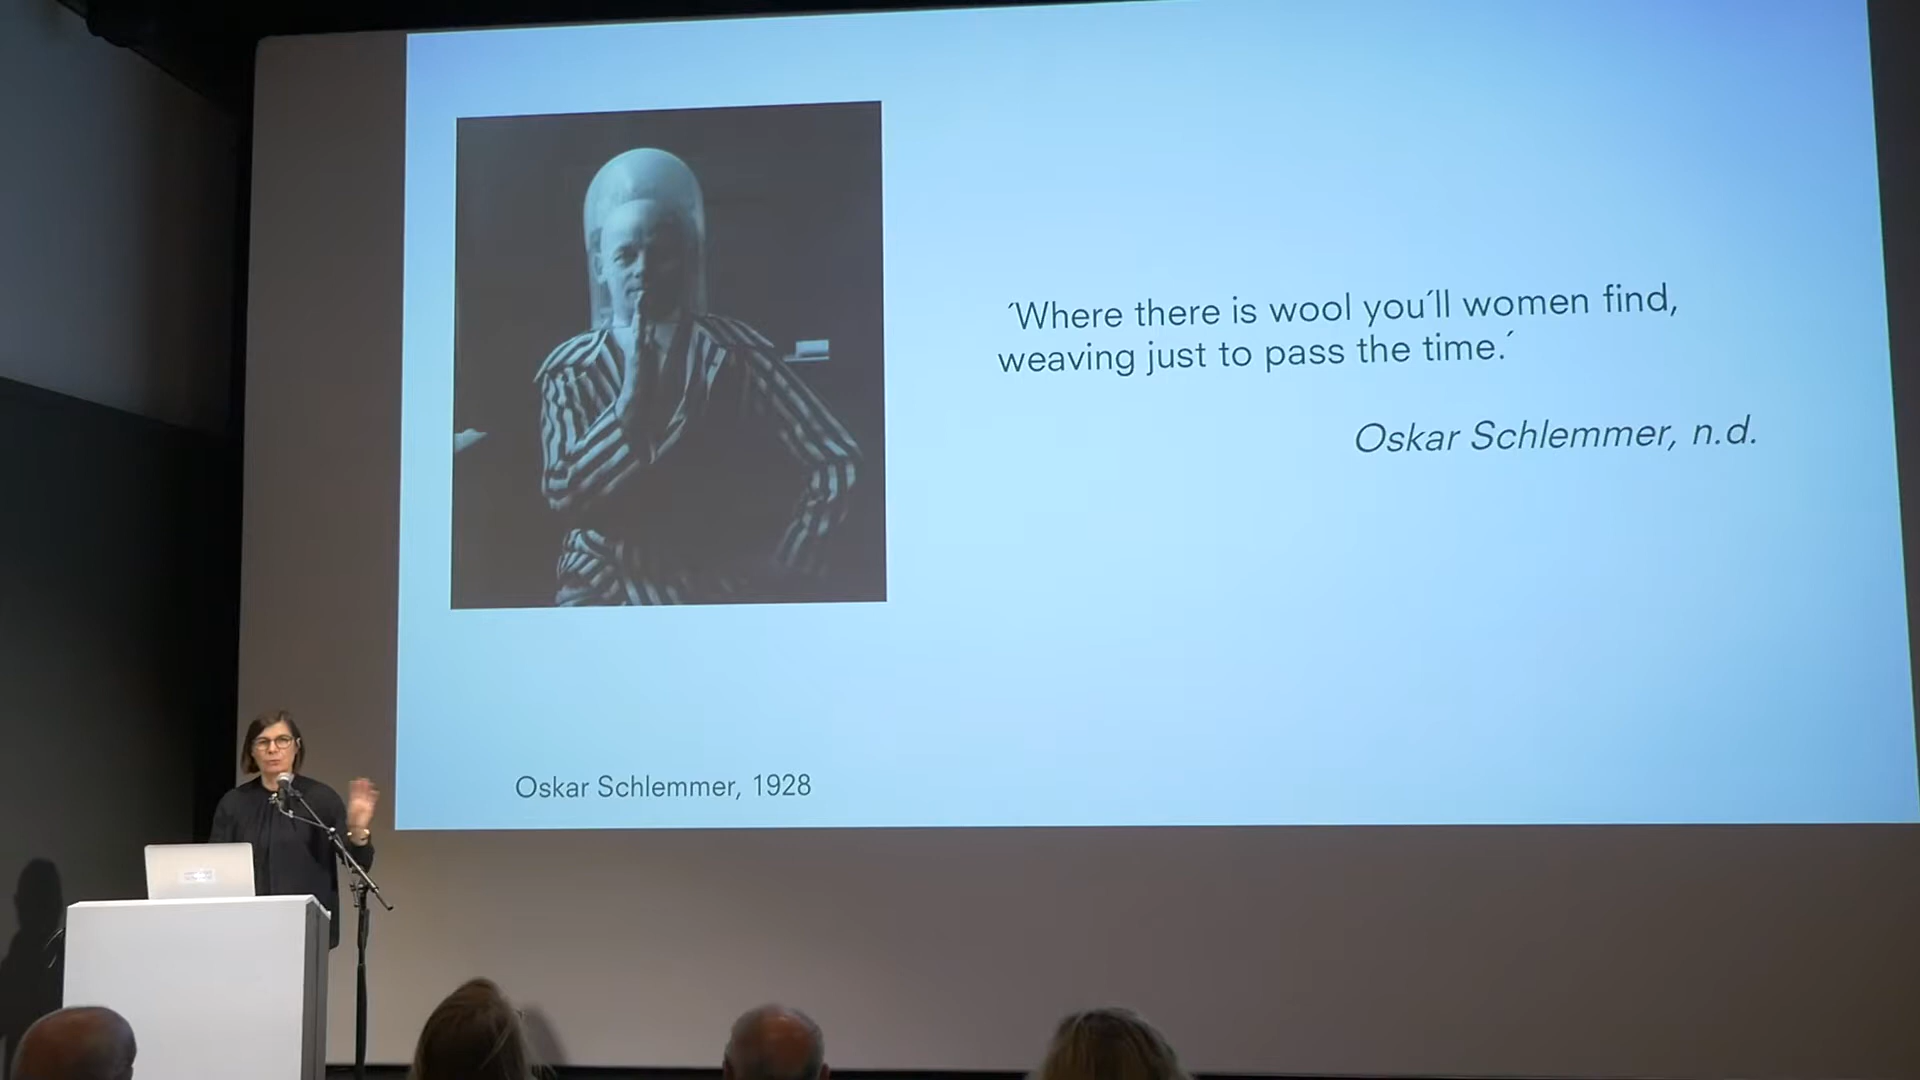 ´Where there is wool you´ll women find,
weaving just to pass the time.´
Oskar Schlemmer, n.d.
Oskar Schlemmer, 1928